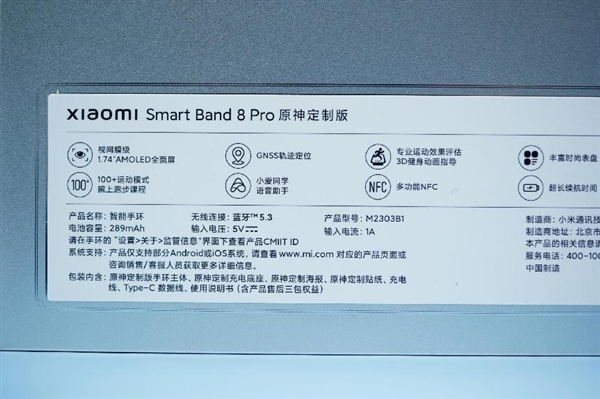 xiaomi Smart Band 8 Pro 原神定制版
视网膜级
1.74"AMOLED全面屏
GNSS轨迹定位
专业运动效果评估
3D健身动画指导
丰富时尚表盘
100°
100+运动模式
腕上跑步课程
小爱同学
语音助手
NFC 多功能NFC
超长续航时间
产品名称：智能手环 无线连接：蓝牙™5.3 产品型号：M2303B1 制造商：小米通讯技
电池容量：289mAh 输入电压：5V⎓ 输入电流：1A 制造商地址：北京市
请在手环的 "设置>关于>监管信息"界面下查看产品CMIIT ID 本产品的相关信息
系统支持：产品仅支持部分Android或iOS系统，请查看 www.mi.com 对应的产品页面或 服务电话：400-100
咨询销售/客服人员获取更多详细信息。 中国制造
包装内含：原神定制版手环主体、原神定制充电底座、原神定制海报、原神定制贴纸、充电
线、Type-C 数据线、使用说明书 (含产品售后三包权益)